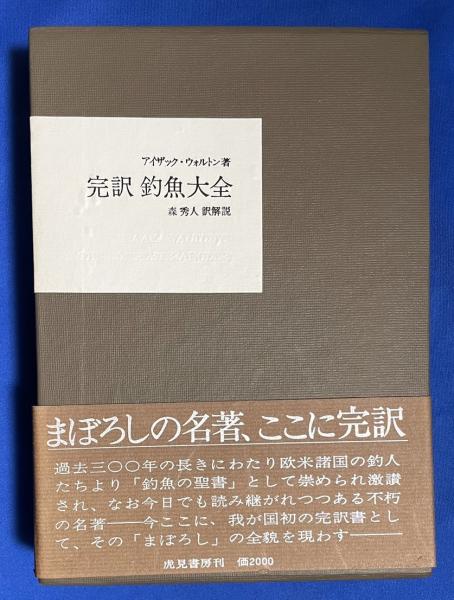 アイザック・ウォルトン著
完訳 釣魚大全
森 秀人 訳解説
まぼろしの名著、ここに完訳
過去三〇〇年の長きにわたり欧米諸国の釣人
たちより「釣魚の聖書」として崇められ激讃
され、なお今日でも読み継がれつつある不朽
の名著――今ここに、我が国初の完訳書とし
て、その「まぼろし」の全貌を現わす――
虎見書房刊 価2000